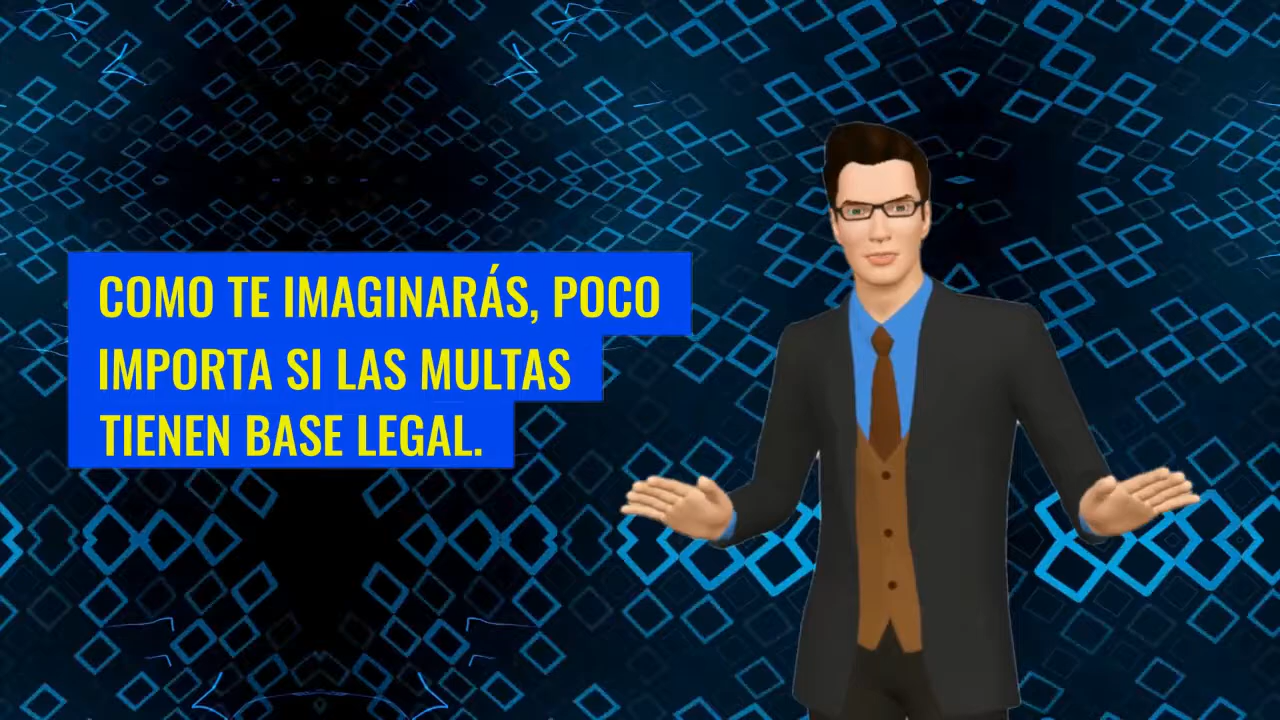 COMO TE IMAGINARÁS, POCO
IMPORTA SI LAS MULTAS
TIENEN BASE LEGAL.